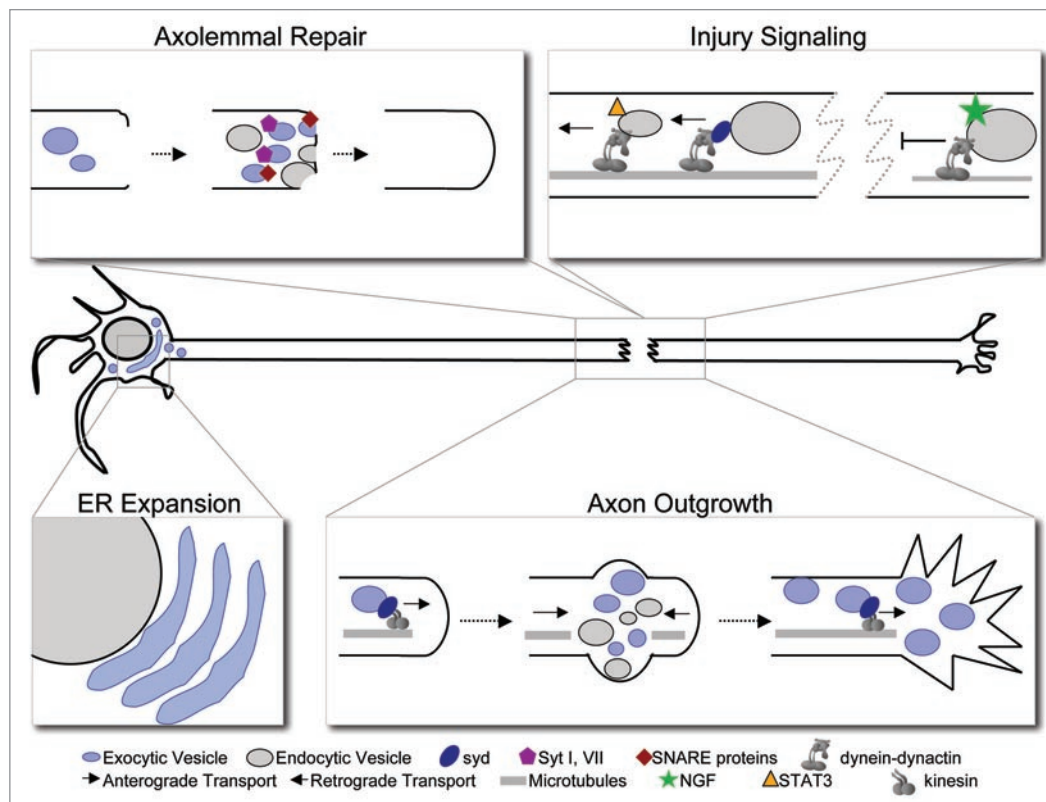 Axolemmal Repair
Injury Signaling
ER Expansion
Axon Outgrowth
Exocytic Vesicle Endocytic Vesicle syd Syt I, VII SNARE proteins dynein-dynactin
Anterograde Transport Retrograde Transport Microtubules NGF STAT3 kinesin